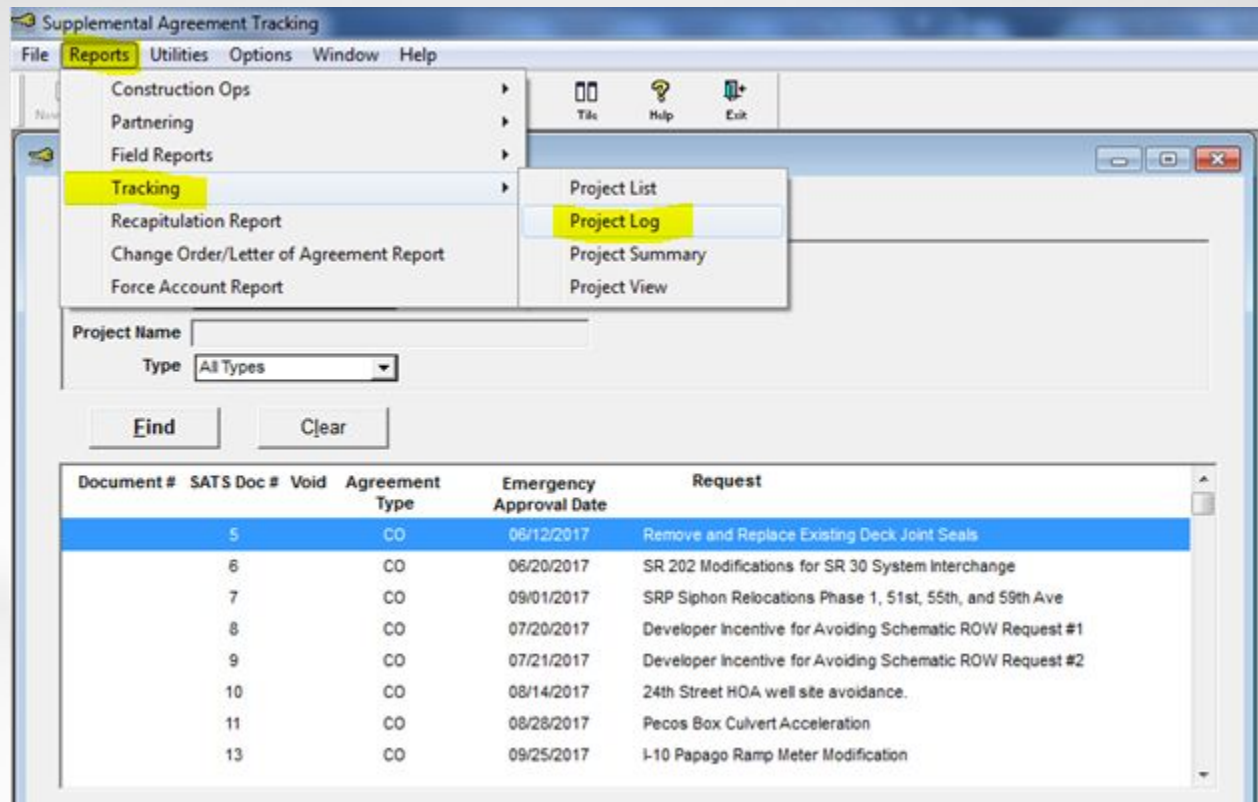 Supplemental Agreement Tracking
File Reports Utilities Options Window Help
Construction Ops
Partnering
Field Reports
Tracking
Recapitulation Report
Change Order/Letter of Agreement Report
Force Account Report
Tile Help Exit
Project List
Project Log
Project Summary
Project View
Project Name
Type All Types
Find Clear
Document # SATS Doc # Void Agreement Type Emergency Approval Date Request
5 CO 06/12/2017 Remove and Replace Existing Deck Joint Seals
6 CO 06/20/2017 SR 202 Modifications for SR 30 System Interchange
7 CO 09/01/2017 SRP Siphon Relocations Phase 1, 51st, 55th, and 59th Ave
8 CO 07/20/2017 Developer Incentive for Avoiding Schematic ROW Request #1
9 CO 07/21/2017 Developer Incentive for Avoiding Schematic ROW Request #2
10 CO 08/14/2017 24th Street HOA well site avoidance.
11 CO 08/28/2017 Pecos Box Culvert Acceleration
13 CO 09/25/2017 I-10 Papago Ramp Meter Modification